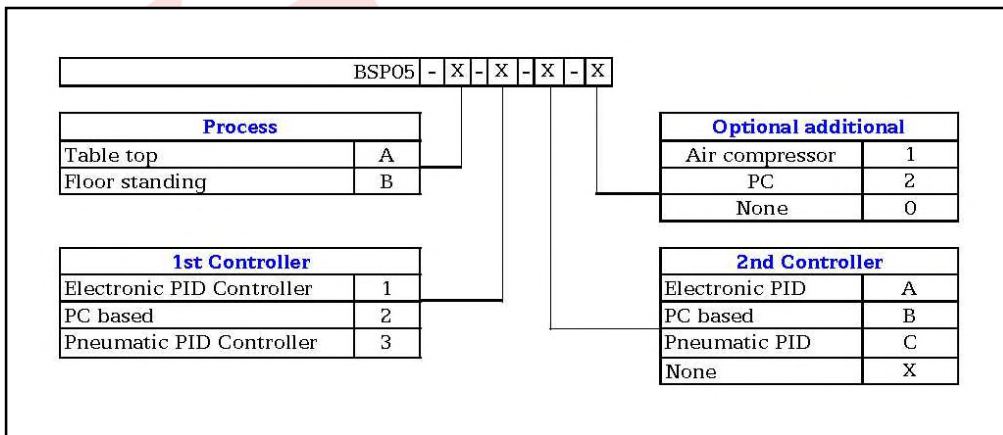 BSP05 - X - X - X - X
Process
Table top A
Floor standing B
Optional additional
Air compressor 1
PC 2
None 0
1st Controller
Electronic PID Controller 1
PC based 2
Pneumatic PID Controller 3
2nd Controller
Electronic PID A
PC based B
Pneumatic PID C
None X